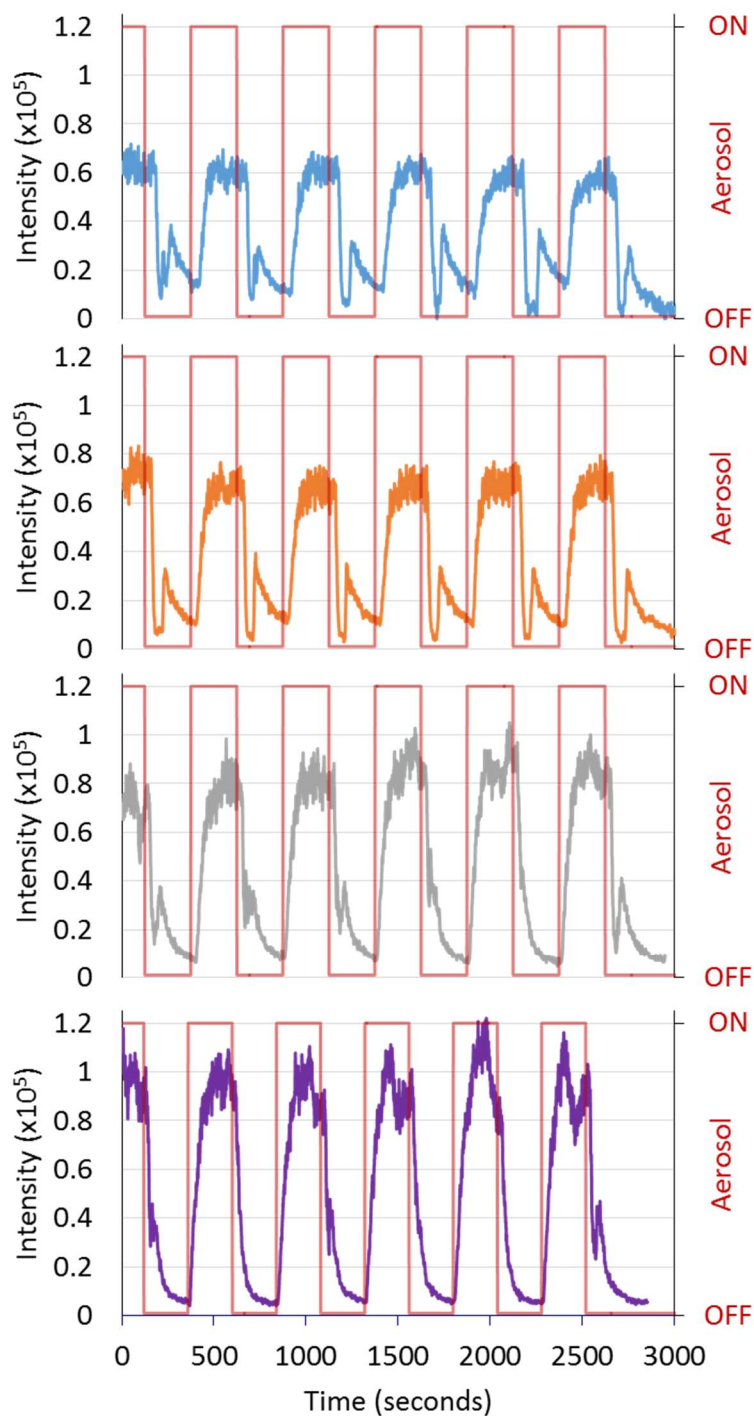 1.2
1
0.8
0.6
0.4
0.2
0
Intensity (x10⁵)
ON
Aerosol
OFF
1.2
1
0.8
0.6
0.4
0.2
0
Intensity (x10⁵)
ON
Aerosol
OFF
1.2
1
0.8
0.6
0.4
0.2
0
Intensity (x10⁵)
ON
Aerosol
OFF
1.2
1
0.8
0.6
0.4
0.2
0
Intensity (x10⁵)
ON
Aerosol
OFF
0 500 1000 1500 2000 2500 3000
Time (seconds)